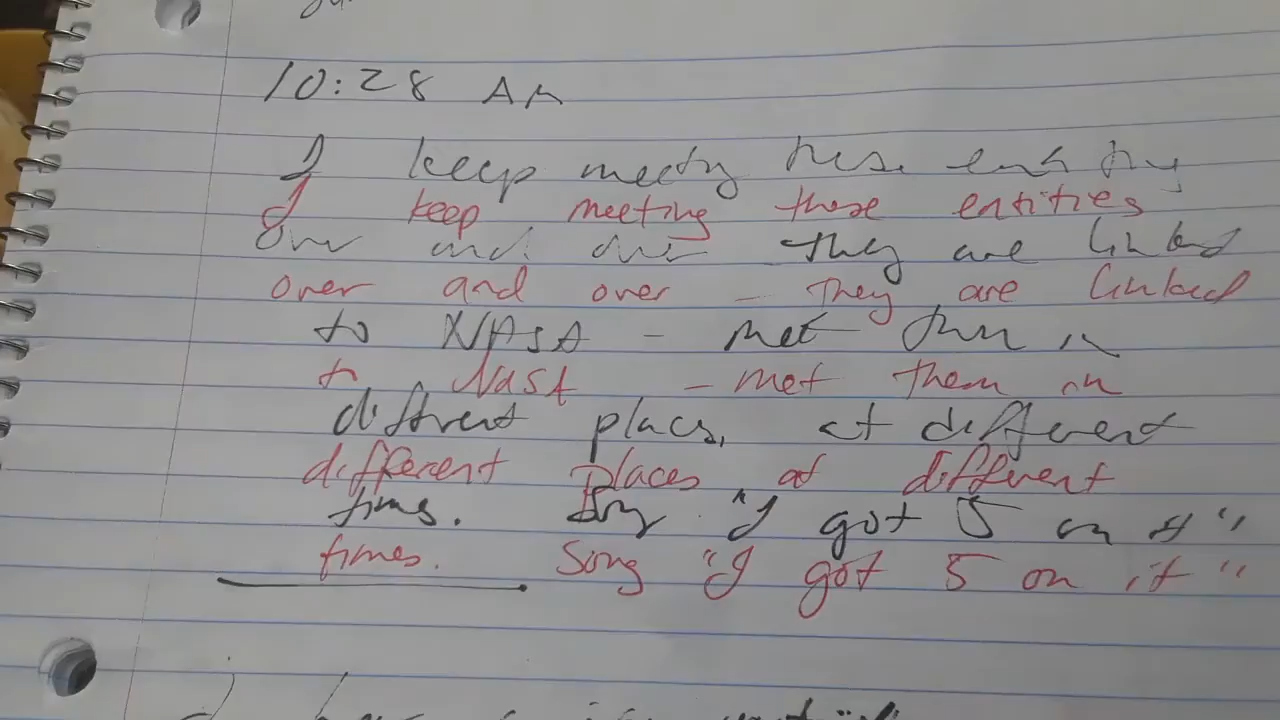 10:28 AM
I keep meeting these entities
I keep meeting these entities
over and over they are linked
over and over - They are linked
to NASA - met them in
to NASA - met them in
different places, at different
different places at different
times. Song "I got 5 on it"
times. Song "I got 5 on it"